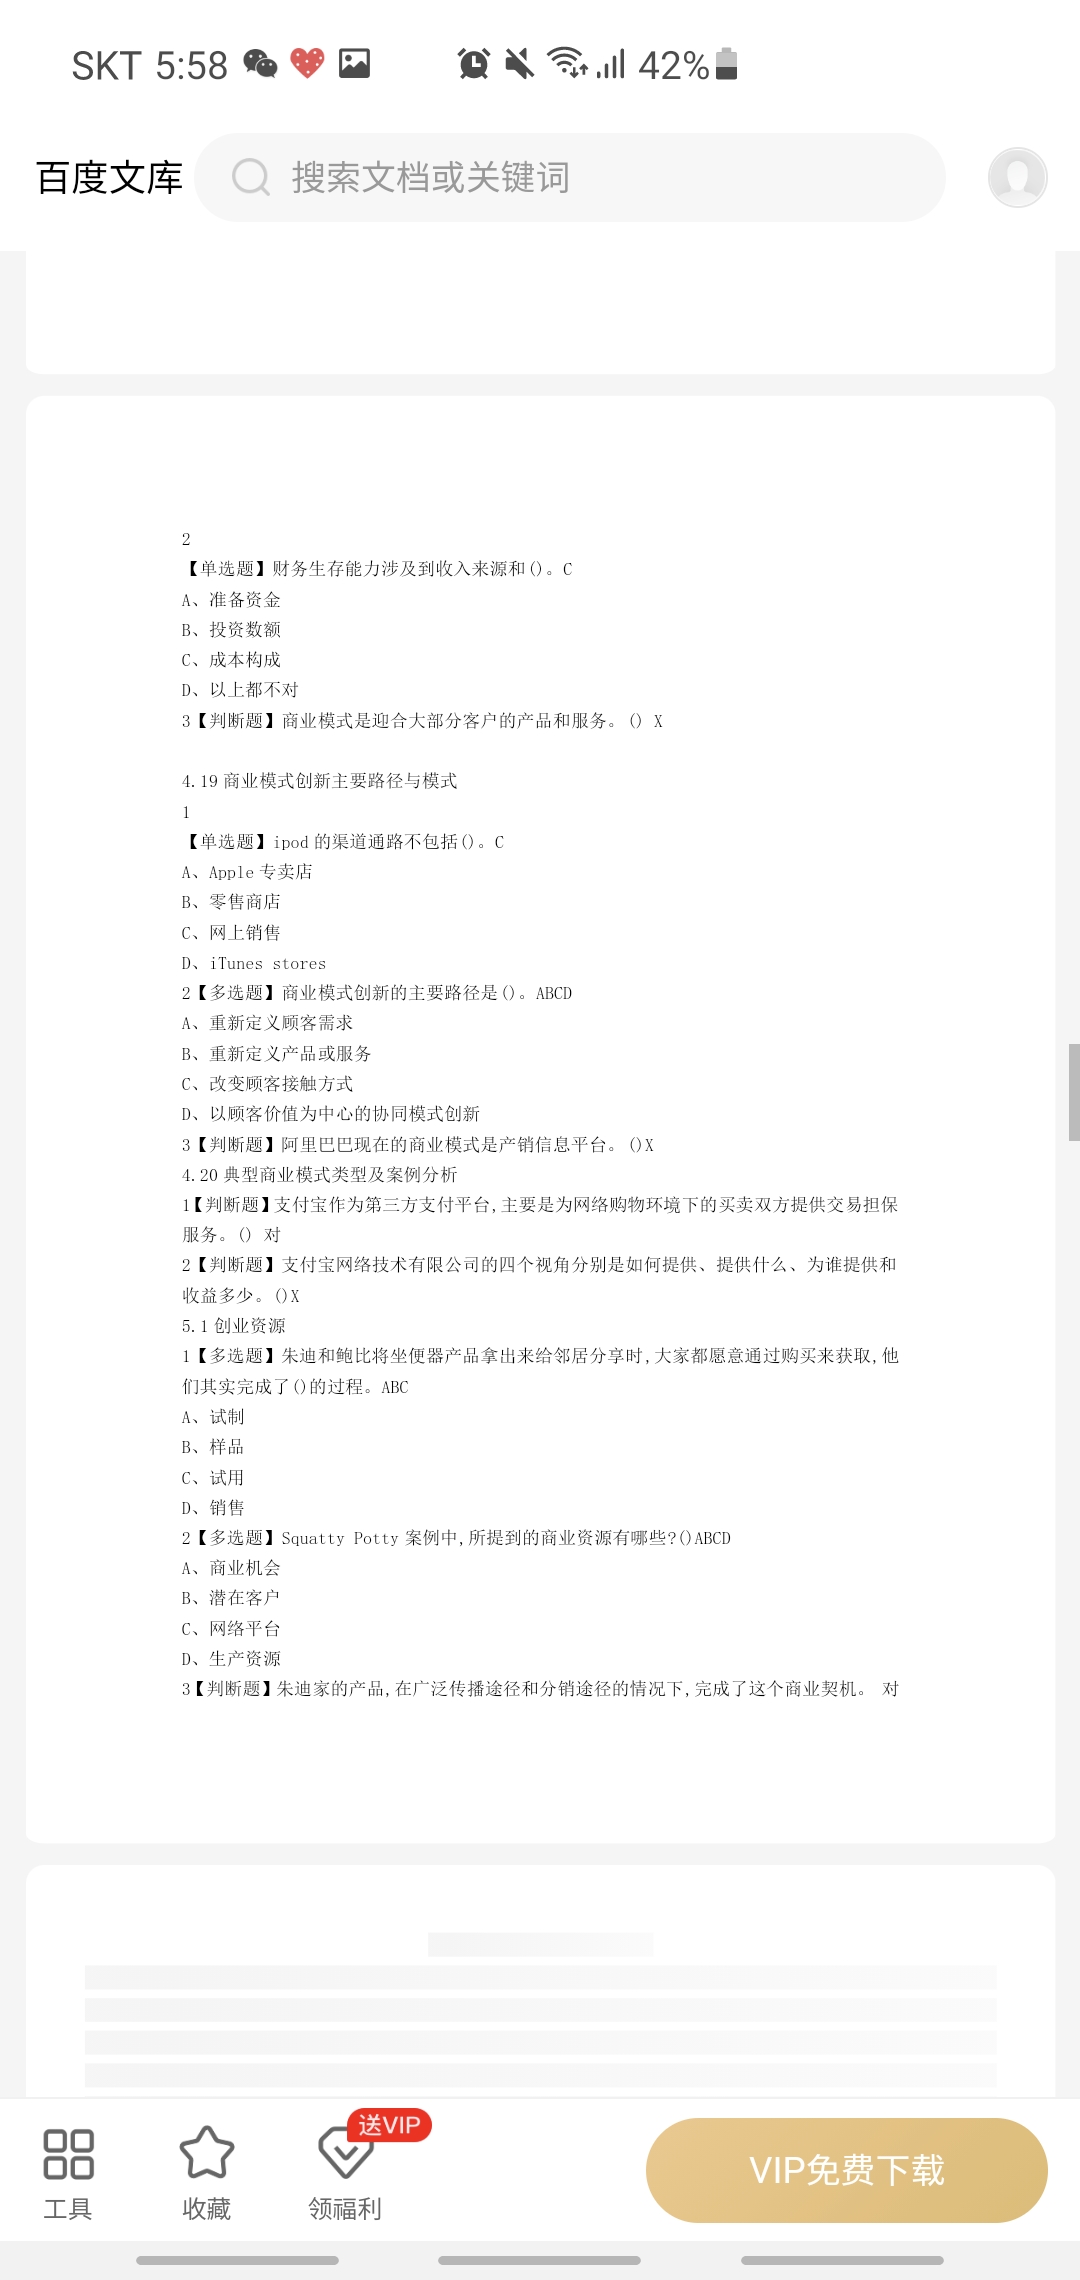 SKT 5:58 42%
百度文库 搜索文档或关键词
2
【单选题】财务生存能力涉及到收入来源和()。C
A、准备资金
B、投资数额
C、成本构成
D、以上都不对
3【判断题】商业模式是迎合大部分客户的产品和服务。() X
4.19 商业模式创新主要路径与模式
1
【单选题】ipod 的渠道通路不包括()。C
A、Apple 专卖店
B、零售商店
C、网上销售
D、iTunes stores
2【多选题】商业模式创新的主要路径是()。ABCD
A、重新定义顾客需求
B、重新定义产品或服务
C、改变顾客接触方式
D、以顾客价值为中心的协同模式创新
3【判断题】阿里巴巴现在的商业模式是产销信息平台。()X
4.20 典型商业模式类型及案例分析
1【判断题】支付宝作为第三方支付平台,主要是为网络购物环境下的买卖双方提供交易担保
服务。() 对
2【判断题】支付宝网络技术有限公司的四个视角分别是如何提供、提供什么、为谁提供和
收益多少。()X
5.1 创业资源
1【多选题】朱迪和鲍比将坐便器产品拿出来给邻居分享时,大家都愿意通过购买来获取,他
们其实完成了()的过程。ABC
A、试制
B、样品
C、试用
D、销售
2【多选题】Squatty Potty 案例中,所提到的商业资源有哪些?()ABCD
A、商业机会
B、潜在客户
C、网络平台
D、生产资源
3【判断题】朱迪家的产品,在广泛传播途径和分销途径的情况下,完成了这个商业契机。 对
送VIP
工具 收藏 领福利 VIP免费下载